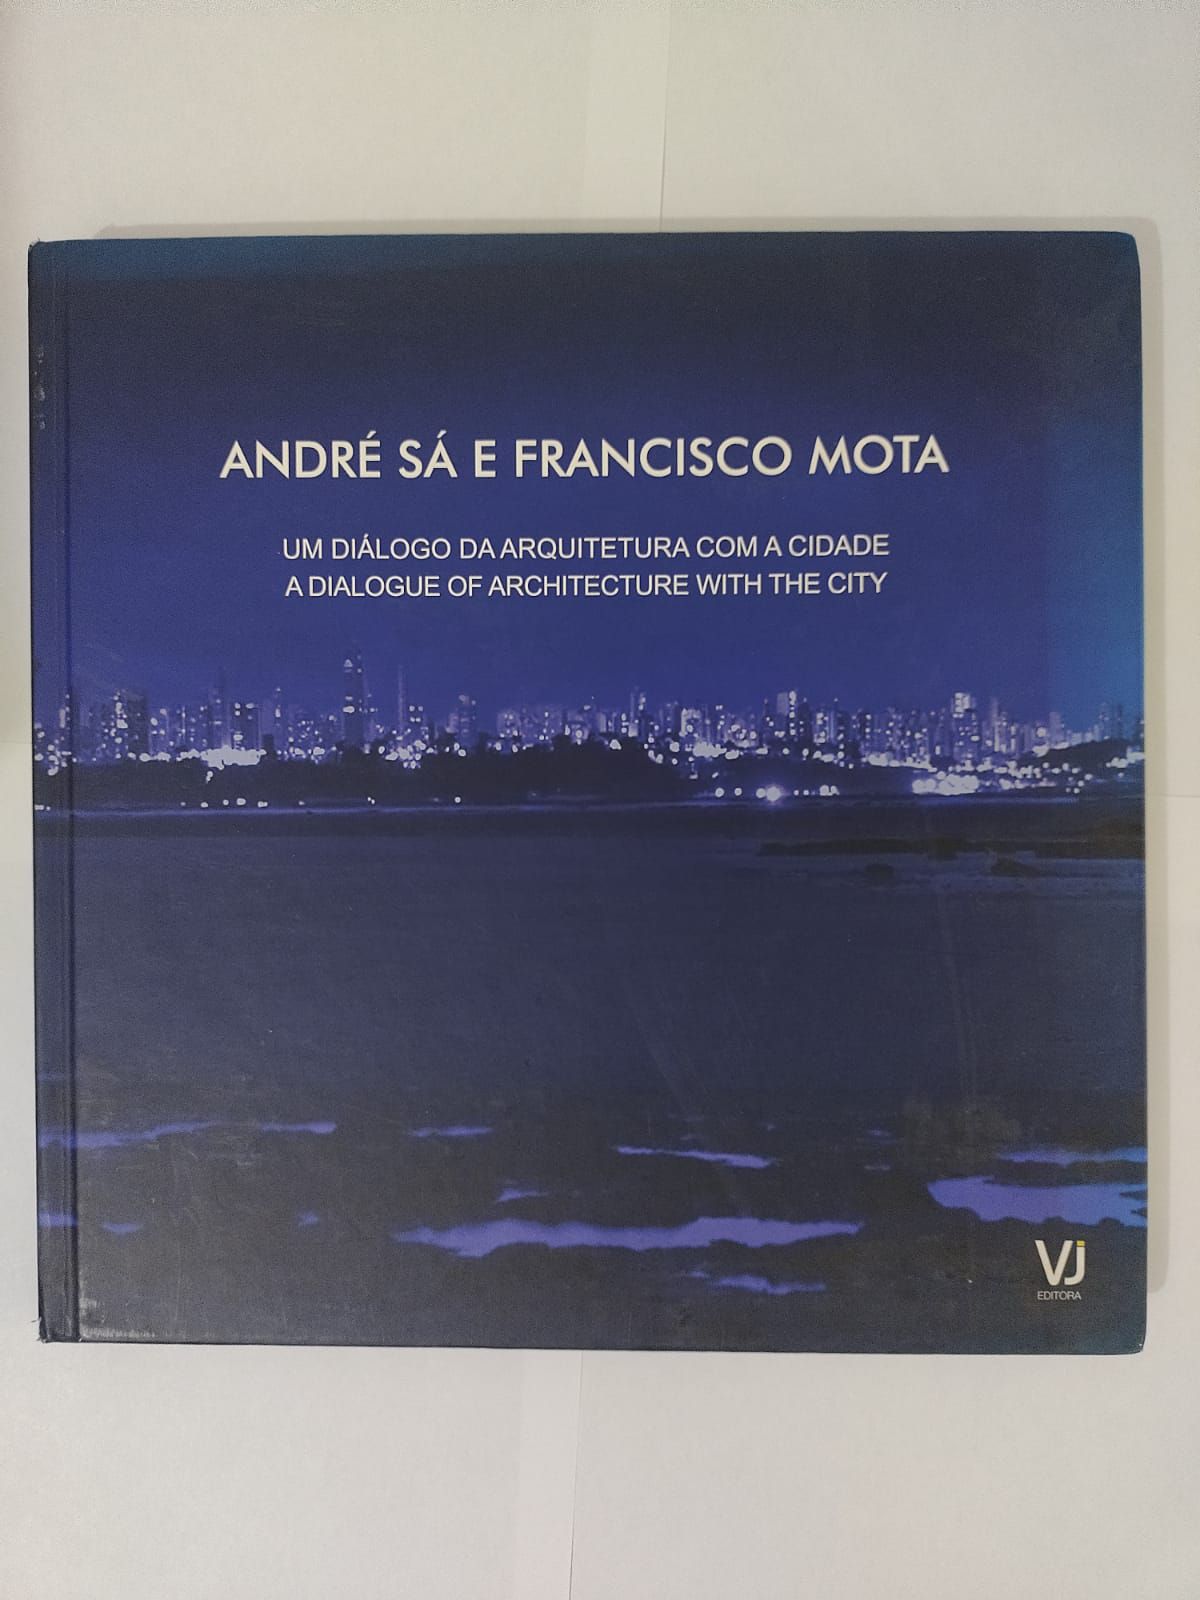 ANDRÉ SÁ E FRANCISCO MOTA
UM DIÁLOGO DA ARQUITETURA COM A CIDADE
A DIALOGUE OF ARCHITECTURE WITH THE CITY
VJ
EDITORA